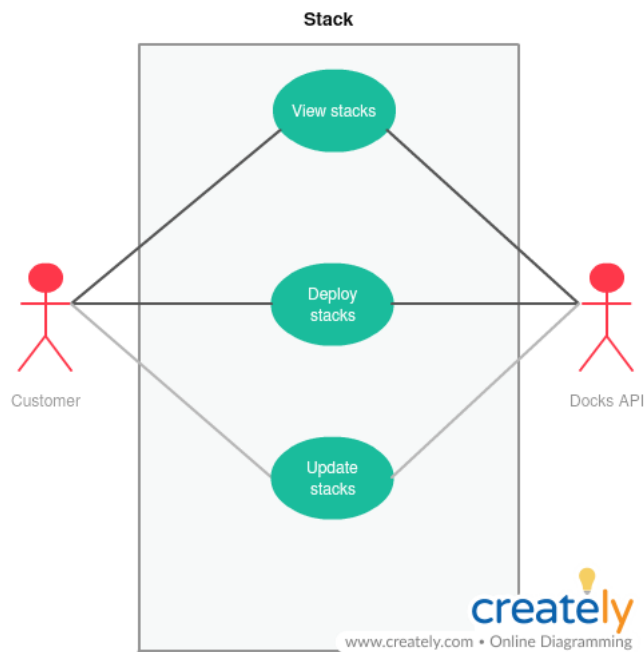 Stack
View stacks
Deploy
stacks
Customer
Docks API
Update
stacks
creately
www.creately.com • Online Diagramming